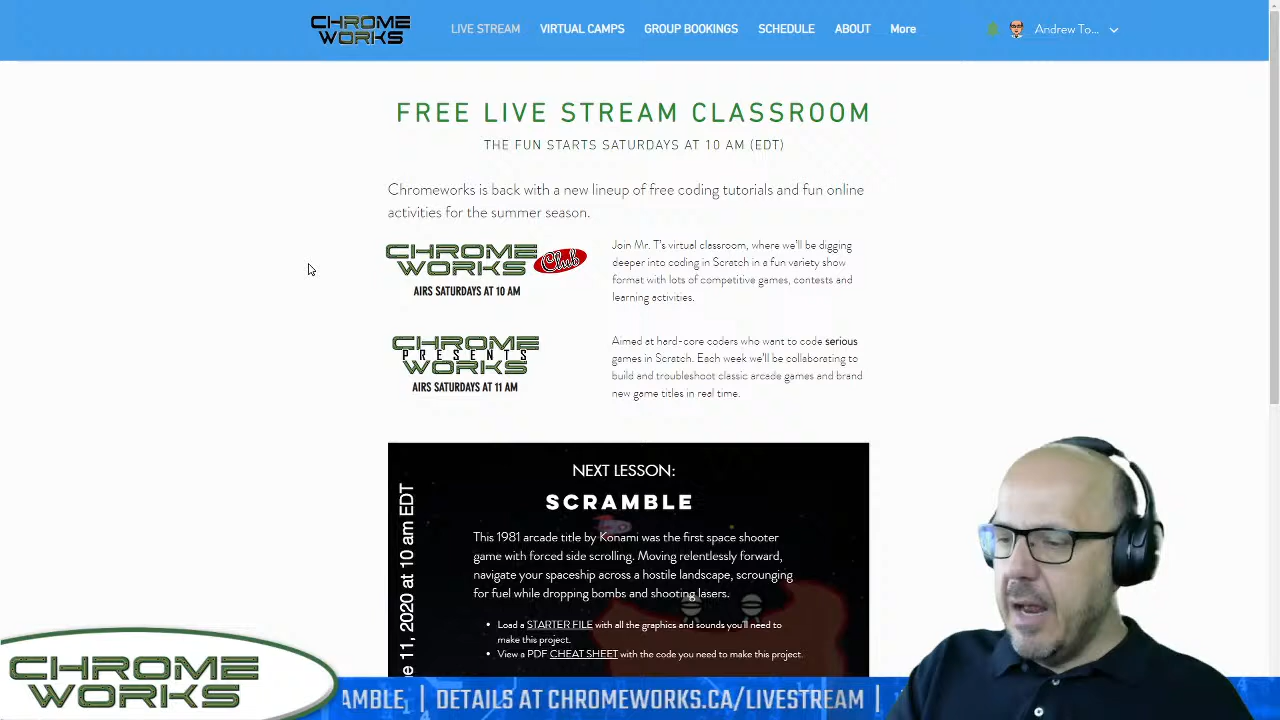 CHROME
WORKS
LIVE STREAM
VIRTUAL CAMPS
GROUP BOOKINGS
SCHEDULE
ABOUT
More
Andrew To...
FREE LIVE STREAM CLASSROOM
THE FUN STARTS SATURDAYS AT 10 AM (EDT)
Chromeworks is back with a new lineup of free coding tutorials and fun online
activities for the summer season.
CHROME
WORKS Club
AIRS SATURDAYS AT 10 AM
Join Mr. T's virtual classroom, where we'll be digging
deeper into coding in Scratch in a fun variety show
format with lots of competitive games, contests and
learning activities.
CHROME
PRESENTS
WORKS
AIRS SATURDAYS AT 11 AM
Aimed at hard-core coders who want to code serious
games in Scratch. Each week we'll be collaborating to
build and troubleshoot classic arcade games and brand
new game titles in real time.
NEXT LESSON:
SCRAMBLE
11, 2020 at 10 am EDT
This 1981 arcade title by Konami was the first space shooter
game with forced side scrolling. Moving relentlessly forward,
navigate your spaceship across a hostile landscape, scrounging
for fuel while dropping bombs and shooting lasers.
• Load a STARTER FILE with all the graphics and sounds you'll need to
make this project.
• View a PDF CHEAT SHEET with the code you need to make this project.
CHROME
WORKS
AMBLE | DETAILS AT CHROMEWORKS.CA/LIVESTREAM |